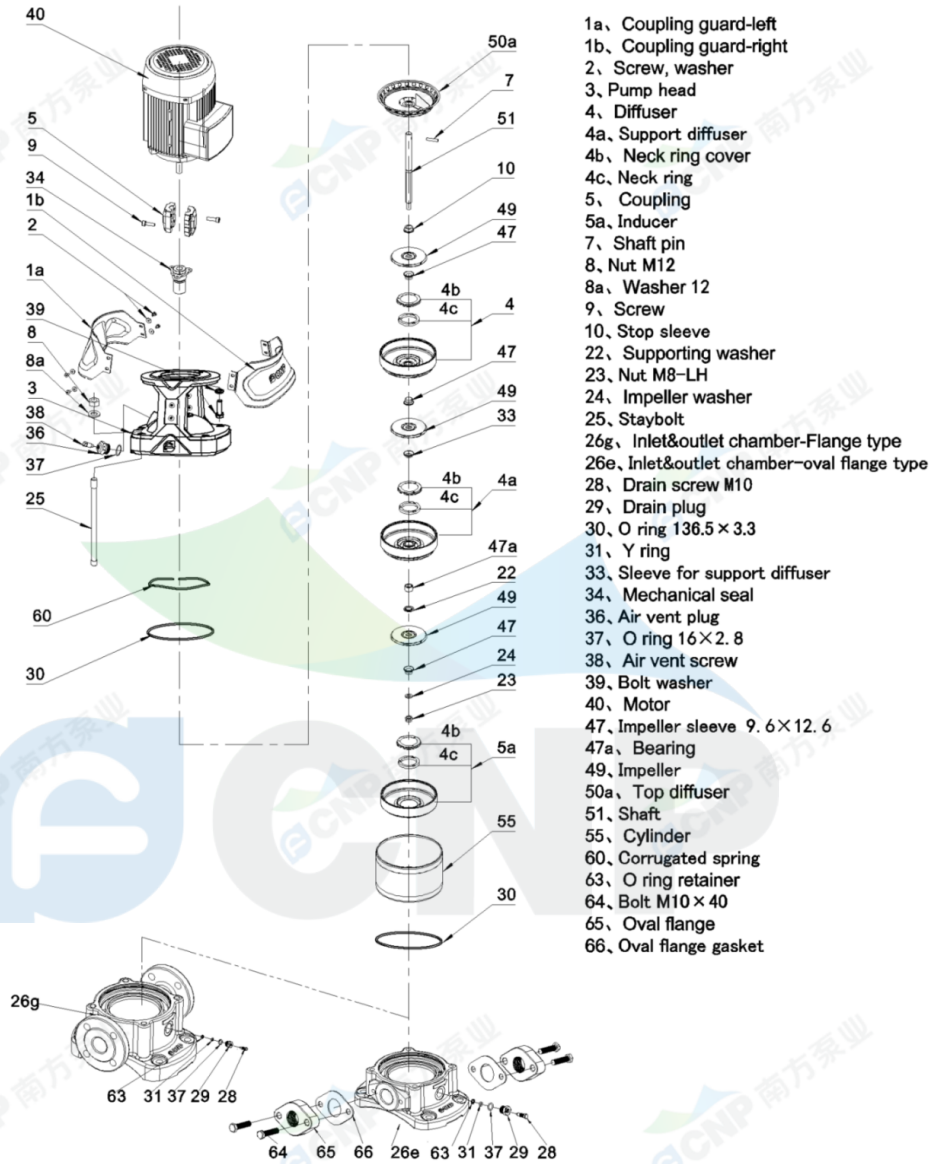 40
5
9
34
1b
2
1a
39
8
8a
3
38
36
37
25
60
30
50a
7
51
10
49
47
4b
4c
4
47
49
33
4b
4c
4a
47a
22
49
47
24
23
4b
4c
5a
55
30
26g
63 31 37 29 28
64 65 66 26e 63 31 37 29 28
1a、Coupling guard-left
1b、Coupling guard-right
2、Screw, washer
3、Pump head
4、Diffuser
4a、Support diffuser
4b、Neck ring cover
4c、Neck ring
5、Coupling
5a、Inducer
7、Shaft pin
8、Nut M12
8a、Washer 12
9、Screw
10、Stop sleeve
22、Supporting washer
23、Nut M8-LH
24、Impeller washer
25、Staybolt
26g、Inlet&outlet chamber-Flange type
26e、Inlet&outlet chamber-oval flange type
28、Drain screw M10
29、Drain plug
30、O ring 136.5×3.3
31、Y ring
33、Sleeve for support diffuser
34、Mechanical seal
36、Air vent plug
37、O ring 16×2.8
38、Air vent screw
39、Bolt washer
40、Motor
47、Impeller sleeve 9.6×12.6
47a、Bearing
49、Impeller
50a、Top diffuser
51、Shaft
55、Cylinder
60、Corrugated spring
63、O ring retainer
64、Bolt M10×40
65、Oval flange
66、Oval flange gasket
CNP
CNP 南方泵业